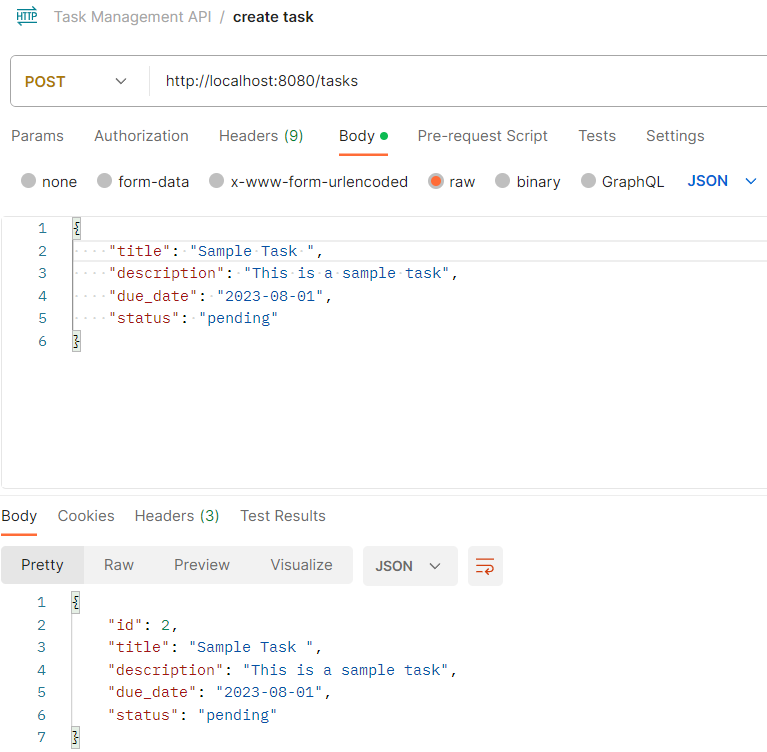 HTTP Task Management API / create task
POST http://localhost:8080/tasks
Params Authorization Headers (9) Body Pre-request Script Tests Settings
none form-data x-www-form-urlencoded raw binary GraphQL JSON
1 {
2 "title": "Sample Task ",
3 "description": "This is a sample task",
4 "due_date": "2023-08-01",
5 "status": "pending"
6 }
Body Cookies Headers (3) Test Results
Pretty Raw Preview Visualize JSON
1 {
2 "id": 2,
3 "title": "Sample Task ",
4 "description": "This is a sample task",
5 "due_date": "2023-08-01",
6 "status": "pending"
7 }